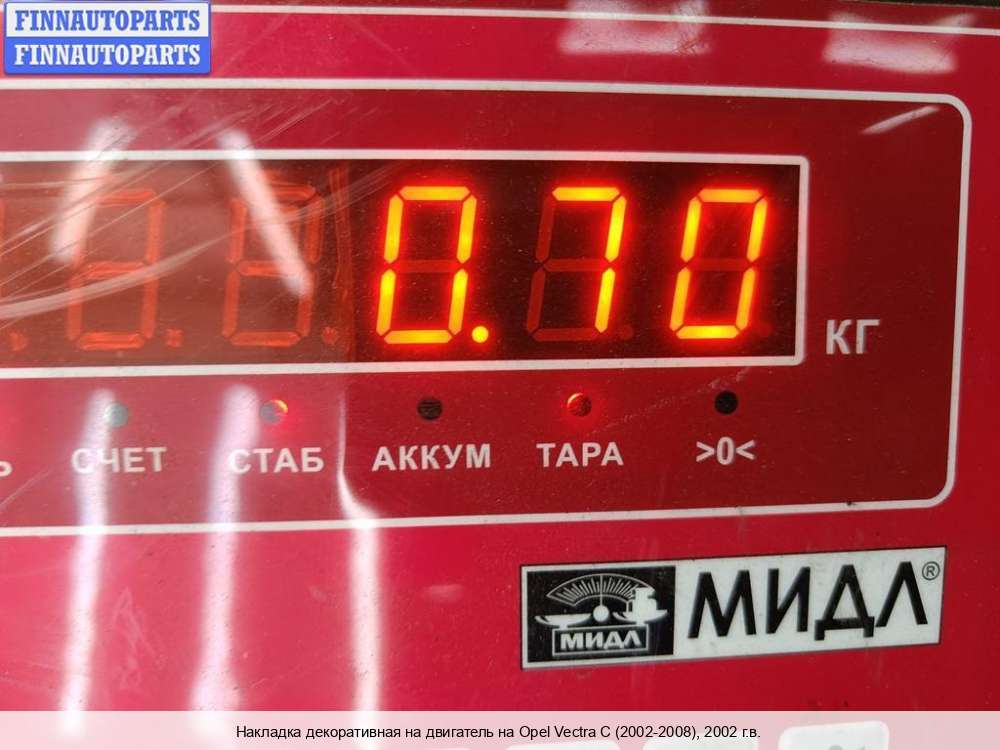 FINNAUTOPARTS
FINNAUTOPARTS
0.70
КГ
СЧЕТ СТАБ АККУМ ТАРА >0<
МИДЛ МИДЛ®
Накладка декоративная на двигатель на Opel Vectra C (2002-2008), 2002 г.в.